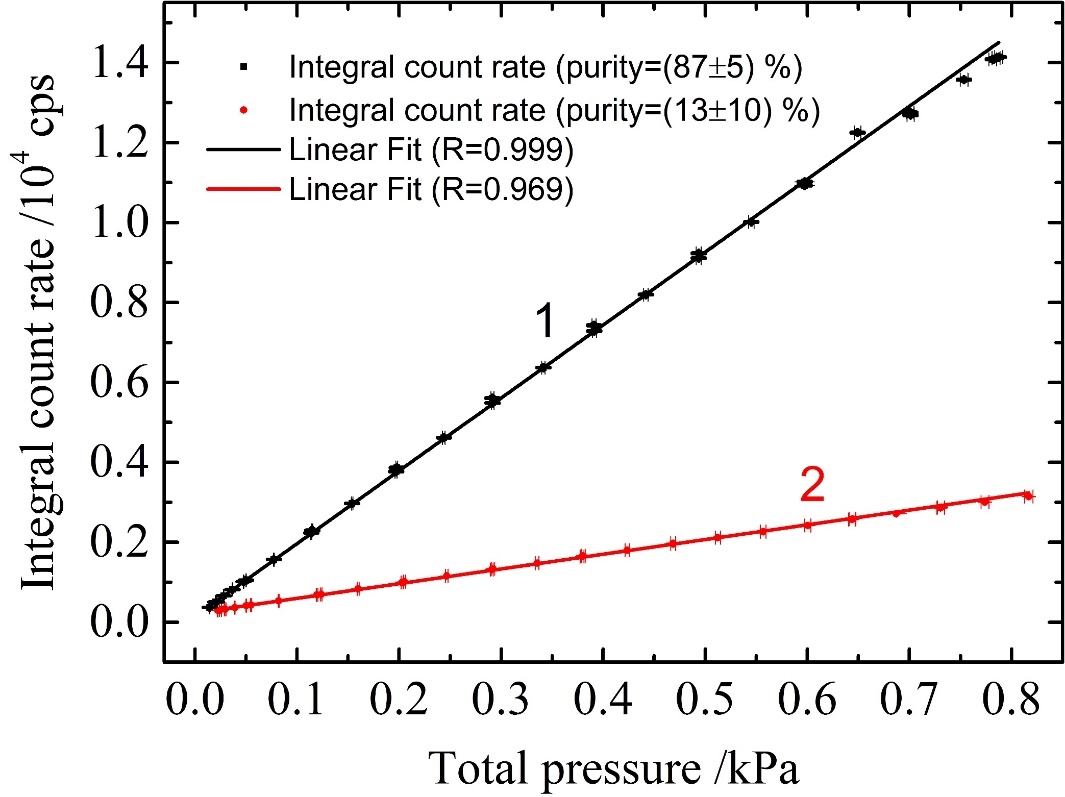 Integral count rate /10⁴ cps
1.4
1.2
1.0
0.8
0.6
0.4
0.2
0.0
Integral count rate (purity=(87±5) %)
Integral count rate (purity=(13±10) %)
Linear Fit (R=0.999)
Linear Fit (R=0.969)
1
2
0.0 0.1 0.2 0.3 0.4 0.5 0.6 0.7 0.8
Total pressure /kPa